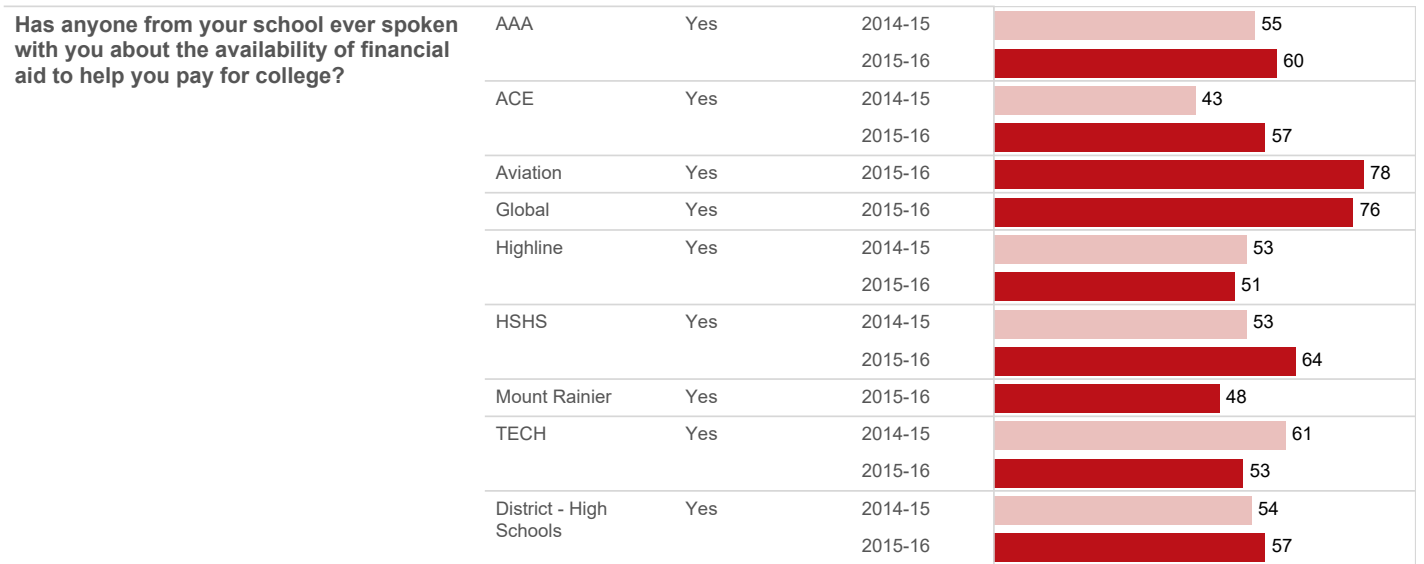 Has anyone from your school ever spoken
with you about the availability of financial
aid to help you pay for college?
AAA Yes 2014-15 55
2015-16 60
ACE Yes 2014-15 43
2015-16 57
Aviation Yes 2015-16 78
Global Yes 2015-16 76
Highline Yes 2014-15 53
2015-16 51
HSHS Yes 2014-15 53
2015-16 64
Mount Rainier Yes 2015-16 48
TECH Yes 2014-15 61
2015-16 53
District - High Yes 2014-15 54
Schools
2015-16 57